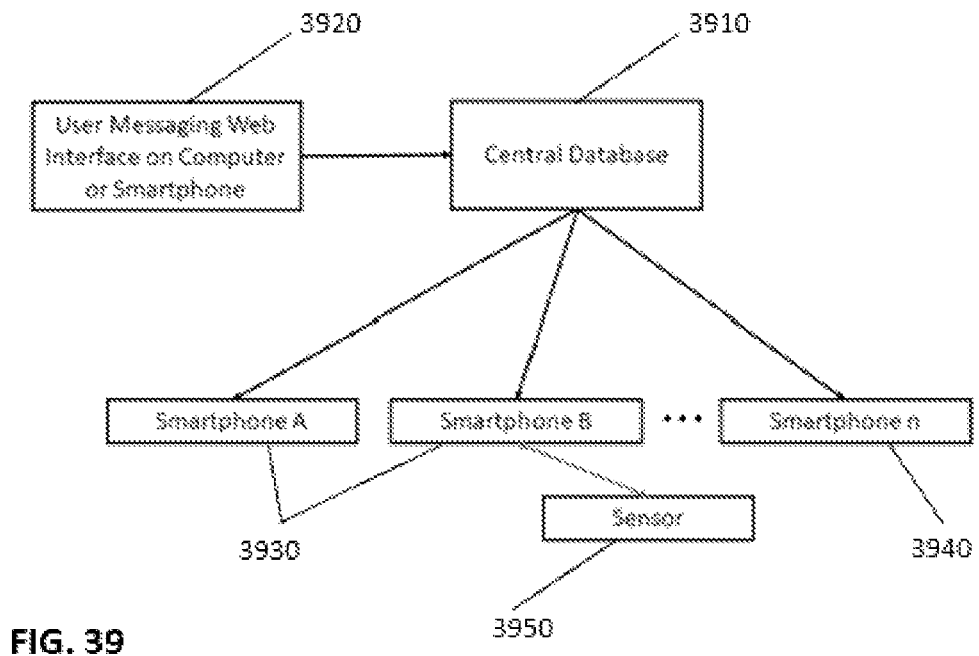 3920
3910
User Messaging Web
Interface on Computer
or Smartphone
Central Database
Smartphone A
Smartphone B
•••
Smartphone n
Sensor
3930
3940
3950
FIG. 39